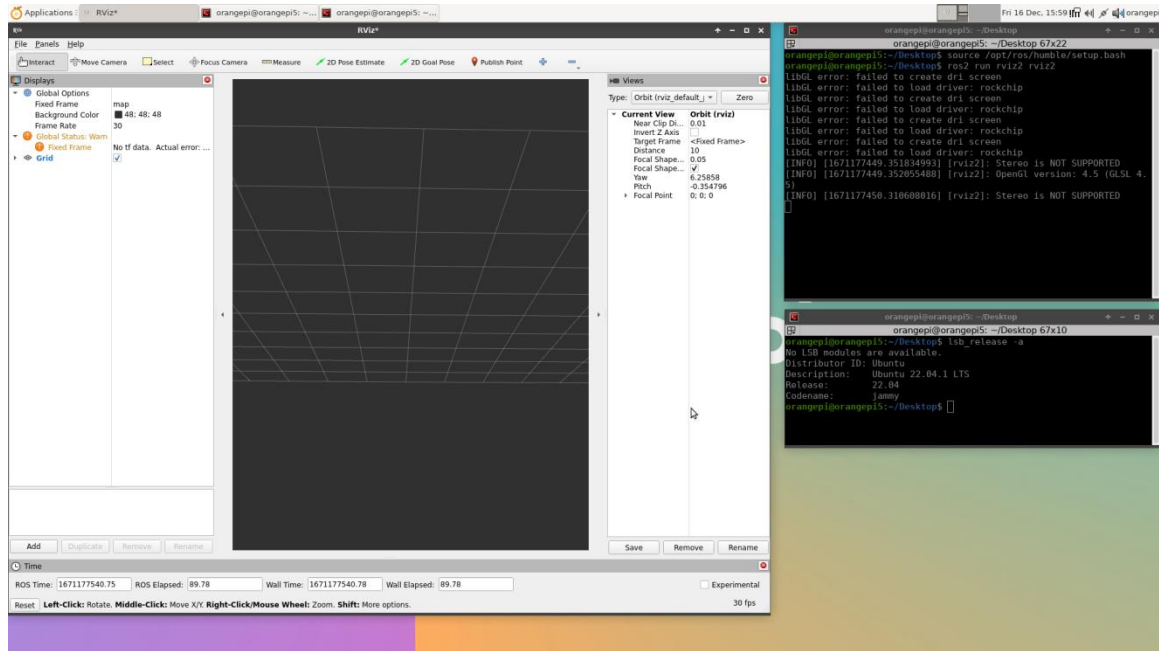 Applications RViz* orangepi@orangepi5: ~... orangepi@orangepi5: ~... Fri 16 Dec, 15:59 orangepi
RViz*
File Panels Help
Interact Move Camera Select Focus Camera Measure 2D Pose Estimate 2D Goal Pose Publish Point
Displays
Global Options
Fixed Frame map
Background Color 48; 48; 48
Frame Rate 30
Global Status: Warn
Fixed Frame No tf data. Actual error: ...
Grid
Add Duplicate Remove Rename
Views
Type: Orbit (rviz_default_ Zero
Current View Orbit (rviz)
Near Clip Di... 0.01
Invert Z Axis
Target Frame <Fixed Frame>
Distance 10
Focal Shape... 0.05
Focal Shape...
Yaw 6.25858
Pitch -0.354796
Focal Point 0; 0; 0
Save Remove Rename
Time
ROS Time: 1671177540.75 ROS Elapsed: 89.78 Wall Time: 1671177540.78 Wall Elapsed: 89.78 Experimental
Reset Left-Click: Rotate. Middle-Click: Move X/Y. Right-Click/Mouse Wheel: Zoom. Shift: More options. 30 fps
orangepi@orangepi5: ~/Desktop
orangepi@orangepi5: ~/Desktop 67x22
orangepi@orangepi5:~/Desktop$ source /opt/ros/humble/setup.bash
orangepi@orangepi5:~/Desktop$ ros2 run rviz2 rviz2
libGL error: failed to create dri screen
libGL error: failed to load driver: rockchip
libGL error: failed to create dri screen
libGL error: failed to load driver: rockchip
libGL error: failed to create dri screen
libGL error: failed to load driver: rockchip
libGL error: failed to create dri screen
libGL error: failed to load driver: rockchip
[INFO] [1671177449.351834993] [rviz2]: Stereo is NOT SUPPORTED
[INFO] [1671177449.352055488] [rviz2]: OpenGl version: 4.5 (GLSL 4.
5)
[INFO] [1671177450.310608016] [rviz2]: Stereo is NOT SUPPORTED
orangepi@orangepi5: ~/Desktop
orangepi@orangepi5: ~/Desktop 67x10
orangepi@orangepi5:~/Desktop$ lsb_release -a
No LSB modules are available.
Distributor ID: Ubuntu
Description: Ubuntu 22.04.1 LTS
Release: 22.04
Codename: jammy
orangepi@orangepi5:~/Desktop$